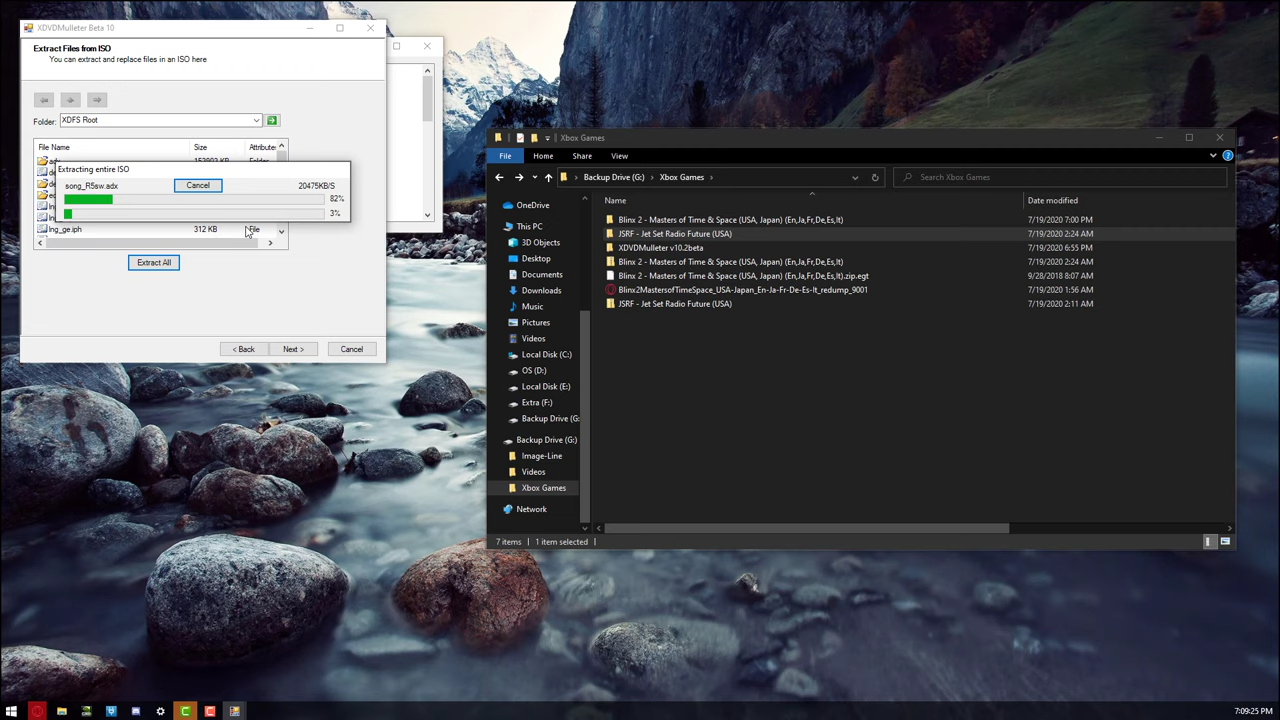 XDVDMulleter Beta 10
Extract Files from ISO
You can extract and replace files in an ISO here
Folder: XDFS Root
File Name Size Attribute
Extracting entire ISO
song_R5sw.adx Cancel 20475KB/S
82%
3%
lng_ge.iph 312 KB File
Extract All
< Back Next > Cancel
Xbox Games
File Home Share View
Backup Drive (G:) Xbox Games Search Xbox Games
Name Date modified
OneDrive
This PC
3D Objects
Desktop
Documents
Downloads
Music
Pictures
Videos
Local Disk (C:)
OS (D:)
Local Disk (E:)
Extra (F:)
Backup Drive (G:
Backup Drive (G:)
Image-Line
Videos
Xbox Games
Network
Blinx 2 - Masters of Time & Space (USA, Japan) (En,Ja,Fr,De,Es,It) 7/19/2020 7:00 PM
JSRF - Jet Set Radio Future (USA) 7/19/2020 2:24 AM
XDVDMulleter v10.2beta 7/19/2020 6:55 PM
Blinx 2 - Masters of Time & Space (USA, Japan) (En,Ja,Fr,De,Es,It) 7/19/2020 2:24 AM
Blinx 2 - Masters of Time & Space (USA, Japan) (En,Ja,Fr,De,Es,It).zip.egt 9/28/2018 8:07 AM
Blinx2MastersofTimeSpace_USA-Japan_En-Ja-Fr-De-Es-It_redump_9001 7/19/2020 1:56 AM
JSRF - Jet Set Radio Future (USA) 7/19/2020 2:11 AM
7 items 1 item selected
7:09:25 PM